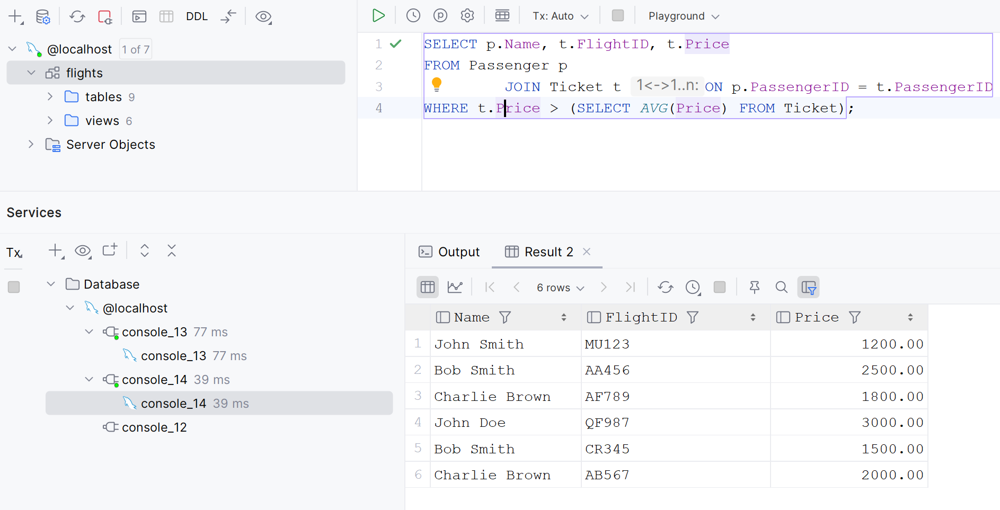 DDL
Tx: Auto
Playground
@localhost 1 of 7
flights
tables 9
views 6
Server Objects
1 SELECT p.Name, t.FlightID, t.Price
2 FROM Passenger p
3 JOIN Ticket t 1<->1..n: ON p.PassengerID = t.PassengerID
4 WHERE t.Price > (SELECT AVG(Price) FROM Ticket);
Services
Tx
Database
@localhost
console_13 77 ms
console_13 77 ms
console_14 39 ms
console_14 39 ms
console_12
Output Result 2
6 rows
Name FlightID Price
1 John Smith MU123 1200.00
2 Bob Smith AA456 2500.00
3 Charlie Brown AF789 1800.00
4 John Doe QF987 3000.00
5 Bob Smith CR345 1500.00
6 Charlie Brown AB567 2000.00